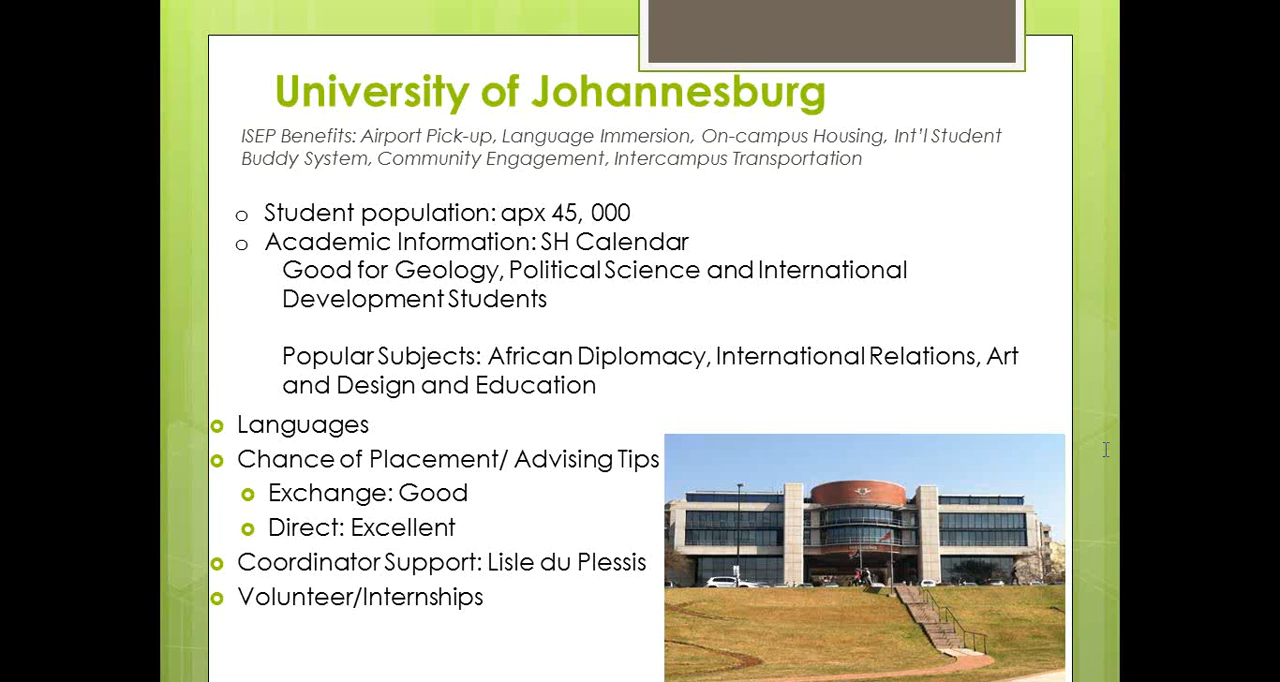 University of Johannesburg
ISEP Benefits: Airport Pick-up, Language Immersion, On-campus Housing, Int'l Student
Buddy System, Community Engagement, Intercampus Transportation
o Student population: apx 45, 000
o Academic Information: SH Calendar
Good for Geology, Political Science and International
Development Students
Popular Subjects: African Diplomacy, International Relations, Art
and Design and Education
Languages
Chance of Placement/ Advising Tips
Exchange: Good
Direct: Excellent
Coordinator Support: Lisle du Plessis
Volunteer/Internships